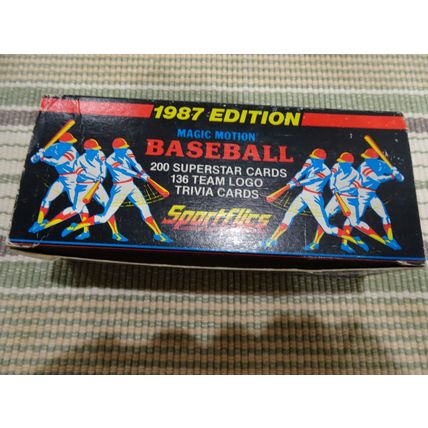 1987 EDITION
MAGIC MOTION
BASEBALL
200 SUPERSTAR CARDS
136 TEAM LOGO
TRIVIA CARDS
Sportflics